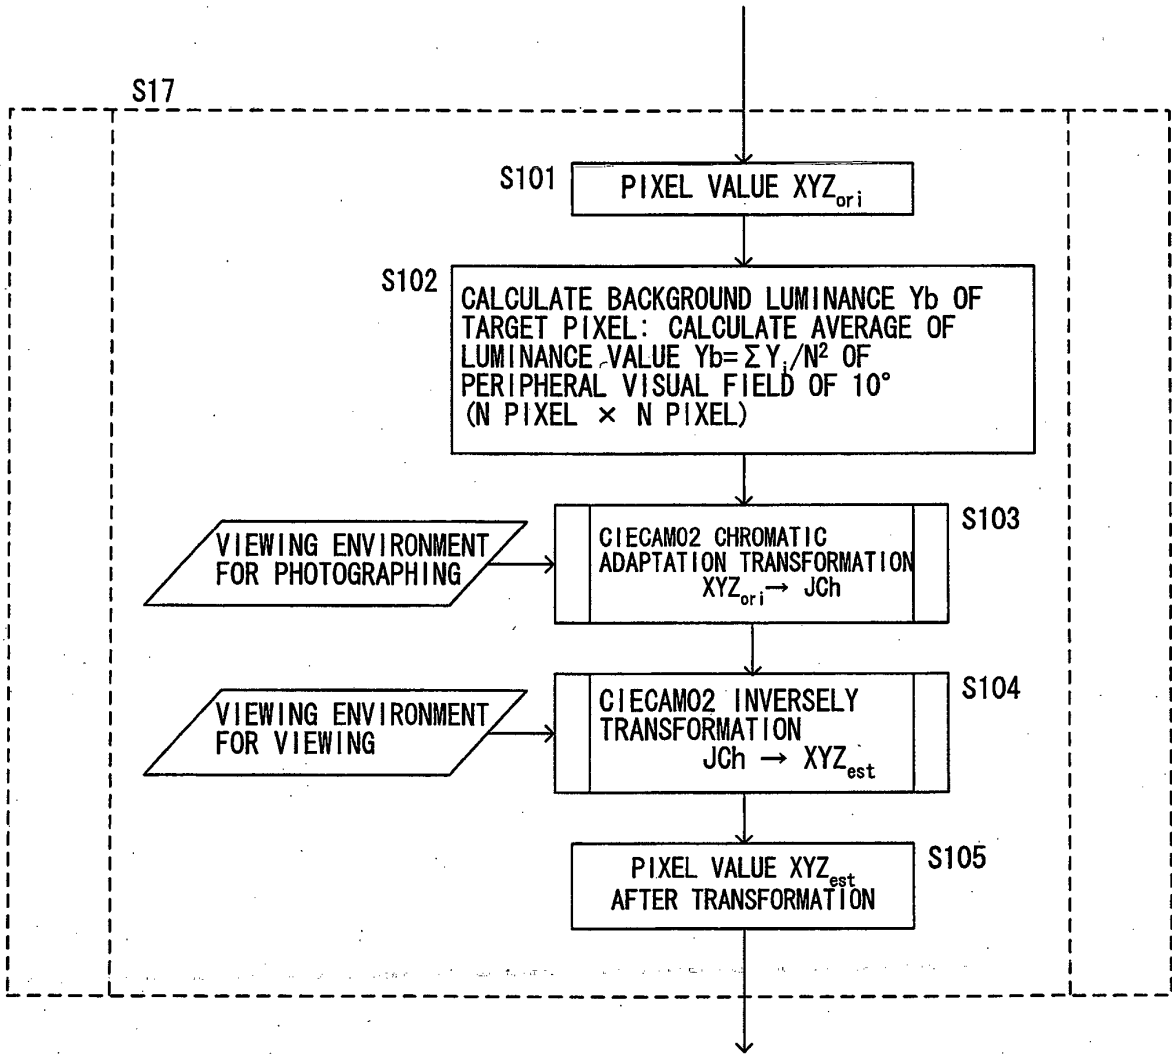 S17
S101
PIXEL VALUE XYZori
S102
CALCULATE BACKGROUND LUMINANCE Yb OF
TARGET PIXEL: CALCULATE AVERAGE OF
LUMINANCE VALUE Yb=ΣYi/N² OF
PERIPHERAL VISUAL FIELD OF 10°
(N PIXEL × N PIXEL)
S103
VIEWING ENVIRONMENT
FOR PHOTOGRAPHING
CIECAM02 CHROMATIC
ADAPTATION TRANSFORMATION
XYZori→ JCh
S104
VIEWING ENVIRONMENT
FOR VIEWING
CIECAM02 INVERSELY
TRANSFORMATION
JCh → XYZest
S105
PIXEL VALUE XYZest
AFTER TRANSFORMATION